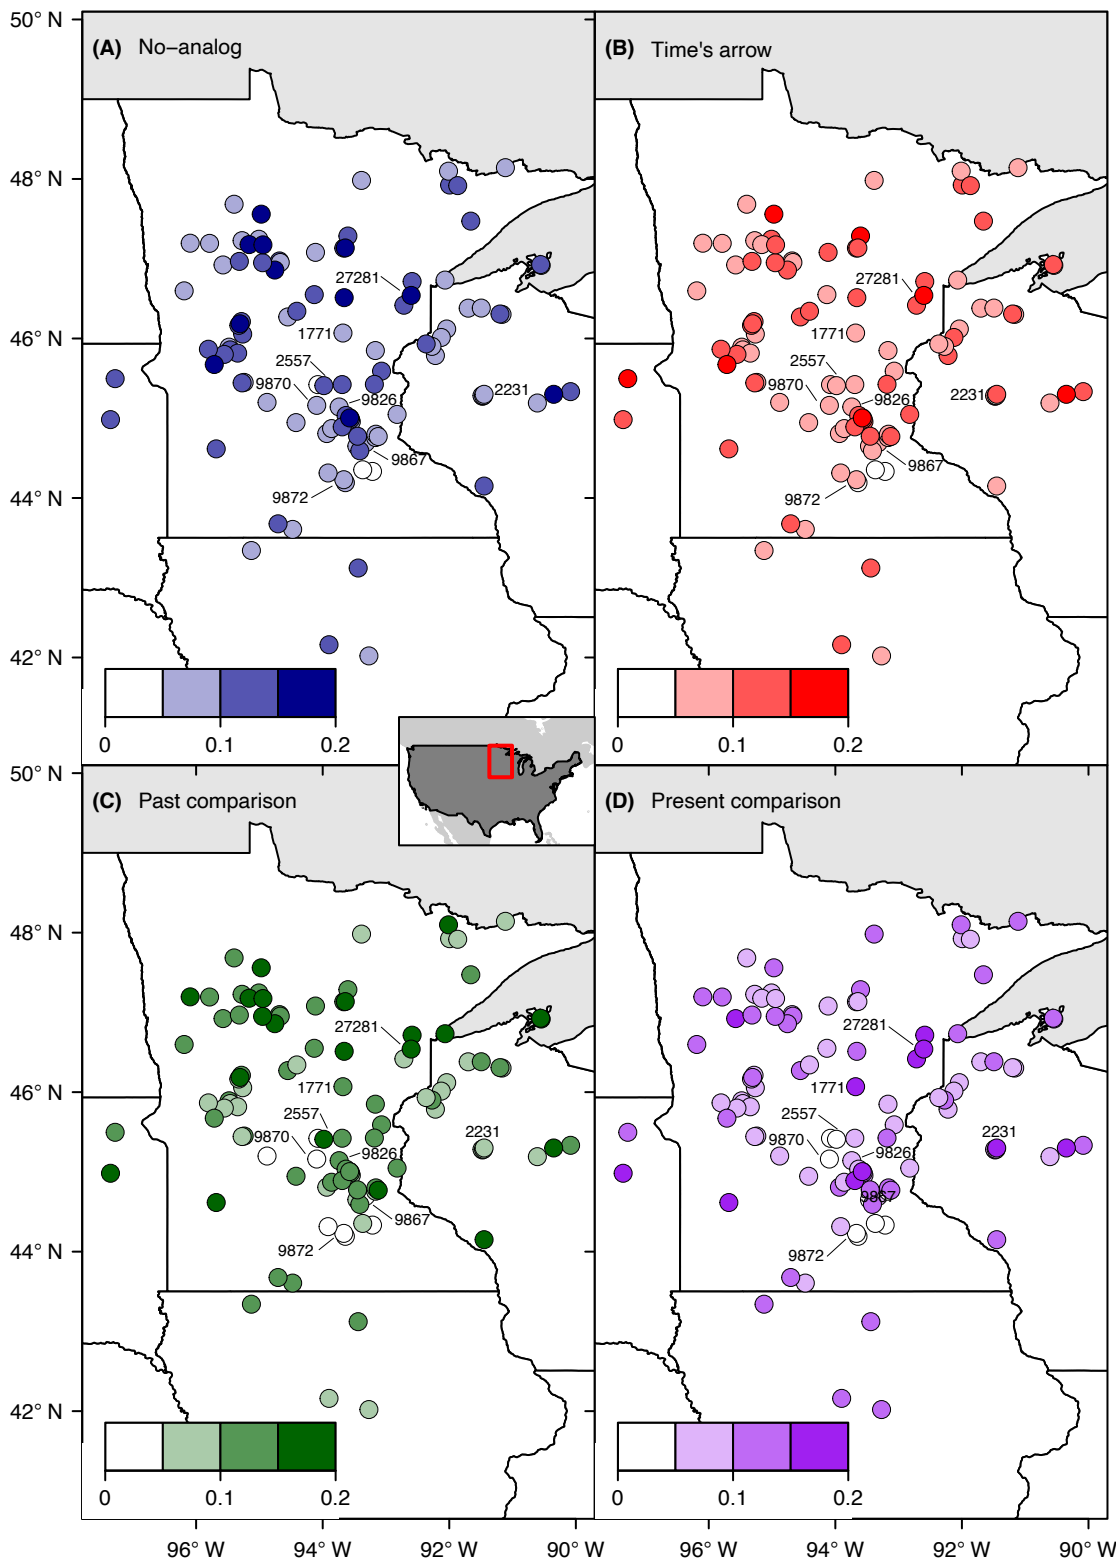 50° N
(A) No−analog
(B) Time's arrow
48° N
27281
27281
46° N
1771
1771
2557
2557
9870
9870
2231
2231
9826
9826
9867
9867
44° N
9872
9872
42° N
0 0.2
0 0.1 0.2
50° N
(C) Past comparison
(D) Present comparison
48° N
27281
27281
46° N
1771
1771
2557
2557
9870
9870
2231
2231
9826
9826
9867
9867
44° N
9872
9872
42° N
0 0.1 0.2
0 0.1 0.2
96° W 94° W 92° W 90° W
96° W 94° W 92° W 90° W